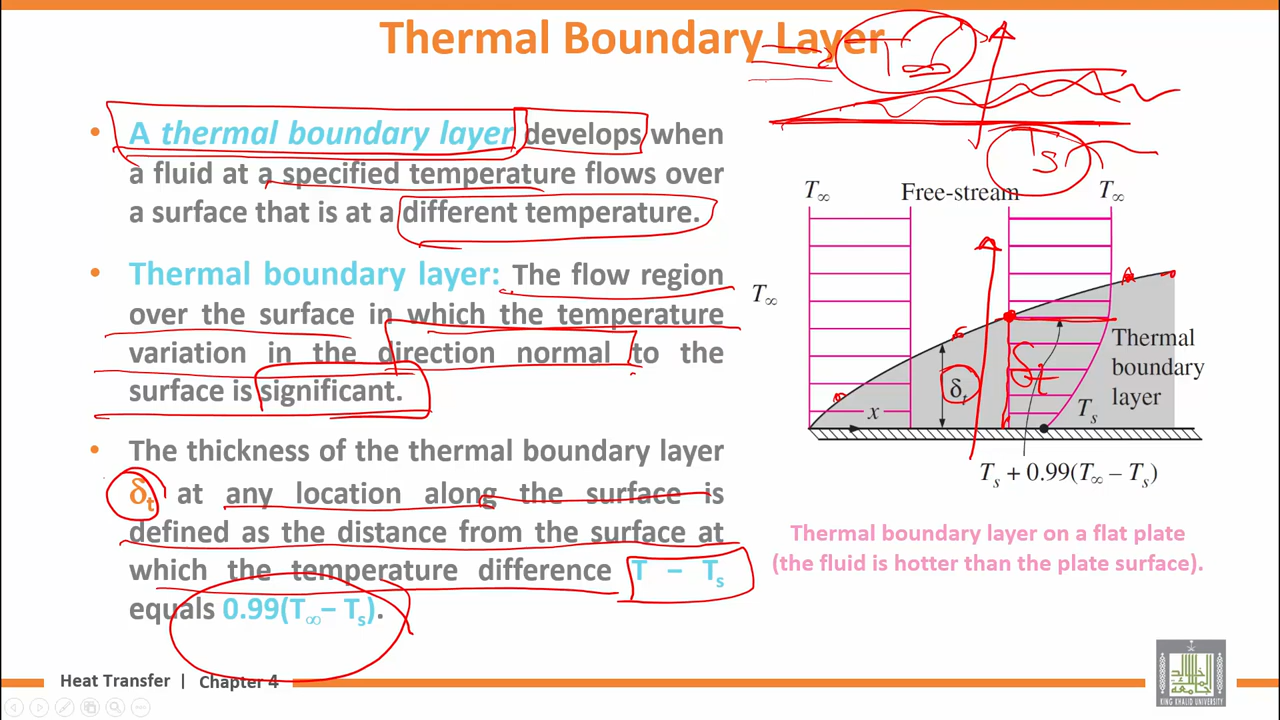 Thermal Boundary Layer
T∞
Ts
• A thermal boundary layer develops when
a fluid at a specified temperature flows over
a surface that is at a different temperature.
• Thermal boundary layer: The flow region
over the surface in which the temperature
variation in the direction normal to the
surface is significant.
• The thickness of the thermal boundary layer
δt at any location along the surface is
defined as the distance from the surface at
which the temperature difference T − Ts
equals 0.99(T∞− Ts).
T∞ Free-stream T∞
T∞
Thermal
boundary
layer
δt
δt
x
Ts
Ts + 0.99(T∞ – Ts)
Thermal boundary layer on a flat plate
(the fluid is hotter than the plate surface).
Heat Transfer | Chapter 4
KING KHALID UNIVERSITY